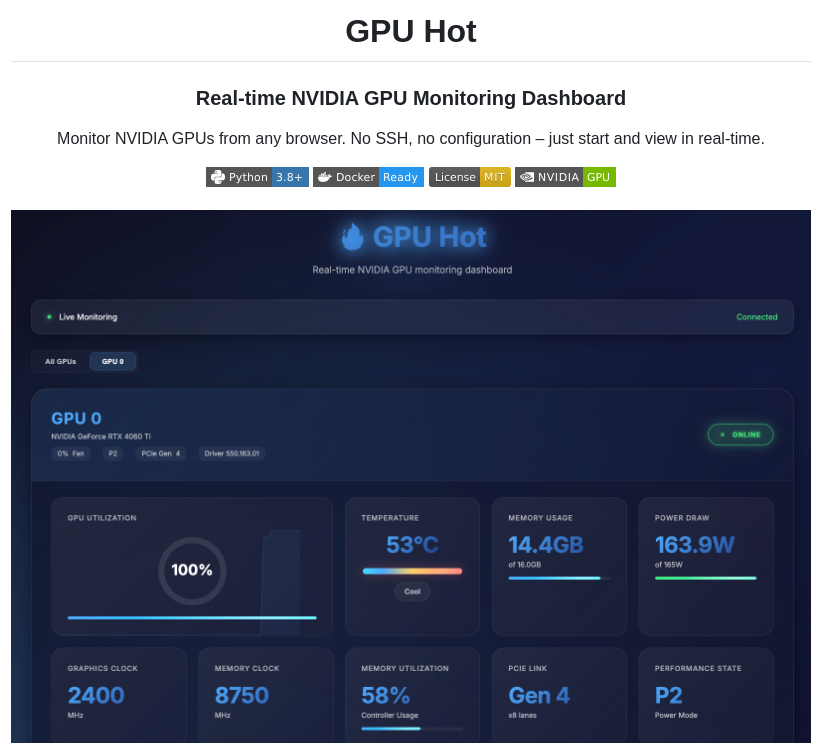 GPU Hot
Real-time NVIDIA GPU Monitoring Dashboard
Monitor NVIDIA GPUs from any browser. No SSH, no configuration – just start and view in real-time.
Python 3.8+ Docker Ready License MIT NVIDIA GPU
GPU Hot
Real-time NVIDIA GPU monitoring dashboard
Live Monitoring Connected
All GPUs GPU 0
GPU 0
NVIDIA GeForce RTX 4060 Ti
ONLINE
0% Fan P2 PCIe Gen 4 Driver 550.163.01
GPU UTILIZATION TEMPERATURE MEMORY USAGE POWER DRAW
100% 53°C 14.4GB 163.9W
of 16.0GB of 165W
Cool
GRAPHICS CLOCK MEMORY CLOCK MEMORY UTILIZATION PCIE LINK PERFORMANCE STATE
2400 8750 58% Gen 4 P2
MHz MHz Controller Usage x8 lanes Power Mode